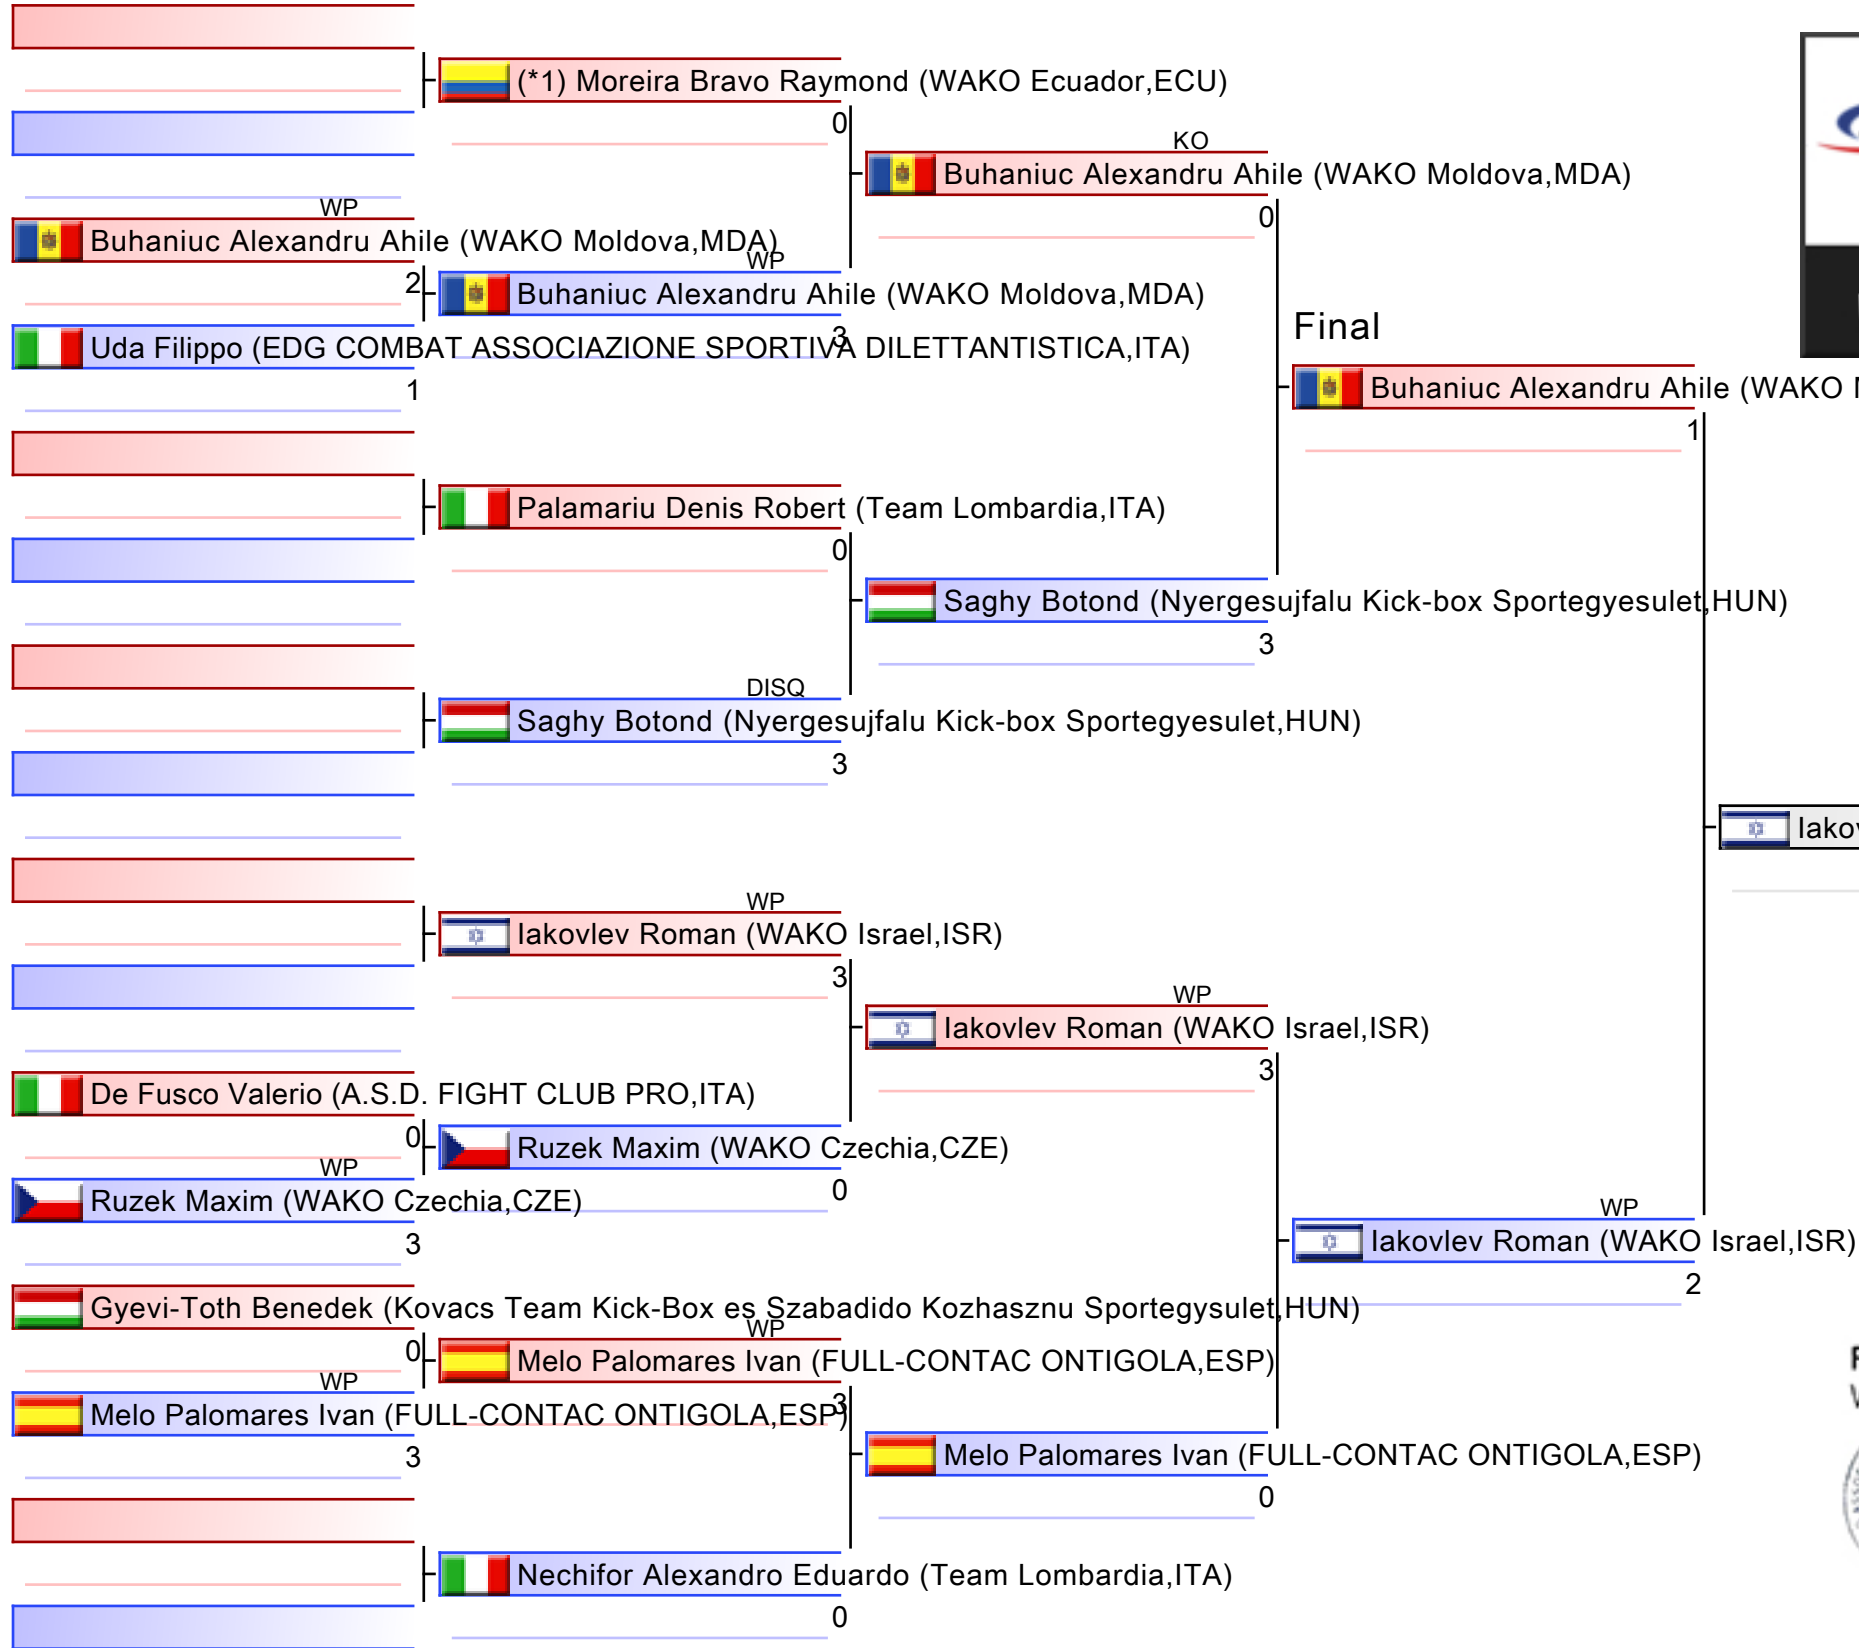 (*1) Moreira Bravo Raymond (WAKO Ecuador,ECU)
0
KO
Buhaniuc Alexandru Ahile (WAKO Moldova,MDA)
0
WP
Buhaniuc Alexandru Ahile (WAKO Moldova,MDA)
2
WP
Buhaniuc Alexandru Ahile (WAKO Moldova,MDA)
3
Uda Filippo (EDG COMBAT ASSOCIAZIONE SPORTIVA DILETTANTISTICA,ITA)
1
Final
Buhaniuc Alexandru Ahile (WAKO
1
Palamariu Denis Robert (Team Lombardia,ITA)
0
Saghy Botond (Nyergesujfalu Kick-box Sportegyesulet,HUN)
3
DISQ
Saghy Botond (Nyergesujfalu Kick-box Sportegyesulet,HUN)
3
WP
Iakovlev Roman (WAKO Israel,ISR)
3
WP
Iakovlev Roman (WAKO Israel,ISR)
3
De Fusco Valerio (A.S.D. FIGHT CLUB PRO,ITA)
0
Ruzek Maxim (WAKO Czechia,CZE)
0
WP
Ruzek Maxim (WAKO Czechia,CZE)
3
WP
Iakovlev Roman (WAKO Israel,ISR)
2
Gyevi-Toth Benedek (Kovacs Team Kick-Box es Szabadido Kozhasznu Sportegysulet,HUN)
0
WP
Melo Palomares Ivan (FULL-CONTAC ONTIGOLA,ESP)
3
WP
Melo Palomares Ivan (FULL-CONTAC ONTIGOLA,ESP)
3
Melo Palomares Ivan (FULL-CONTAC ONTIGOLA,ESP)
0
Nechifor Alexandro Eduardo (Team Lombardia,ITA)
0